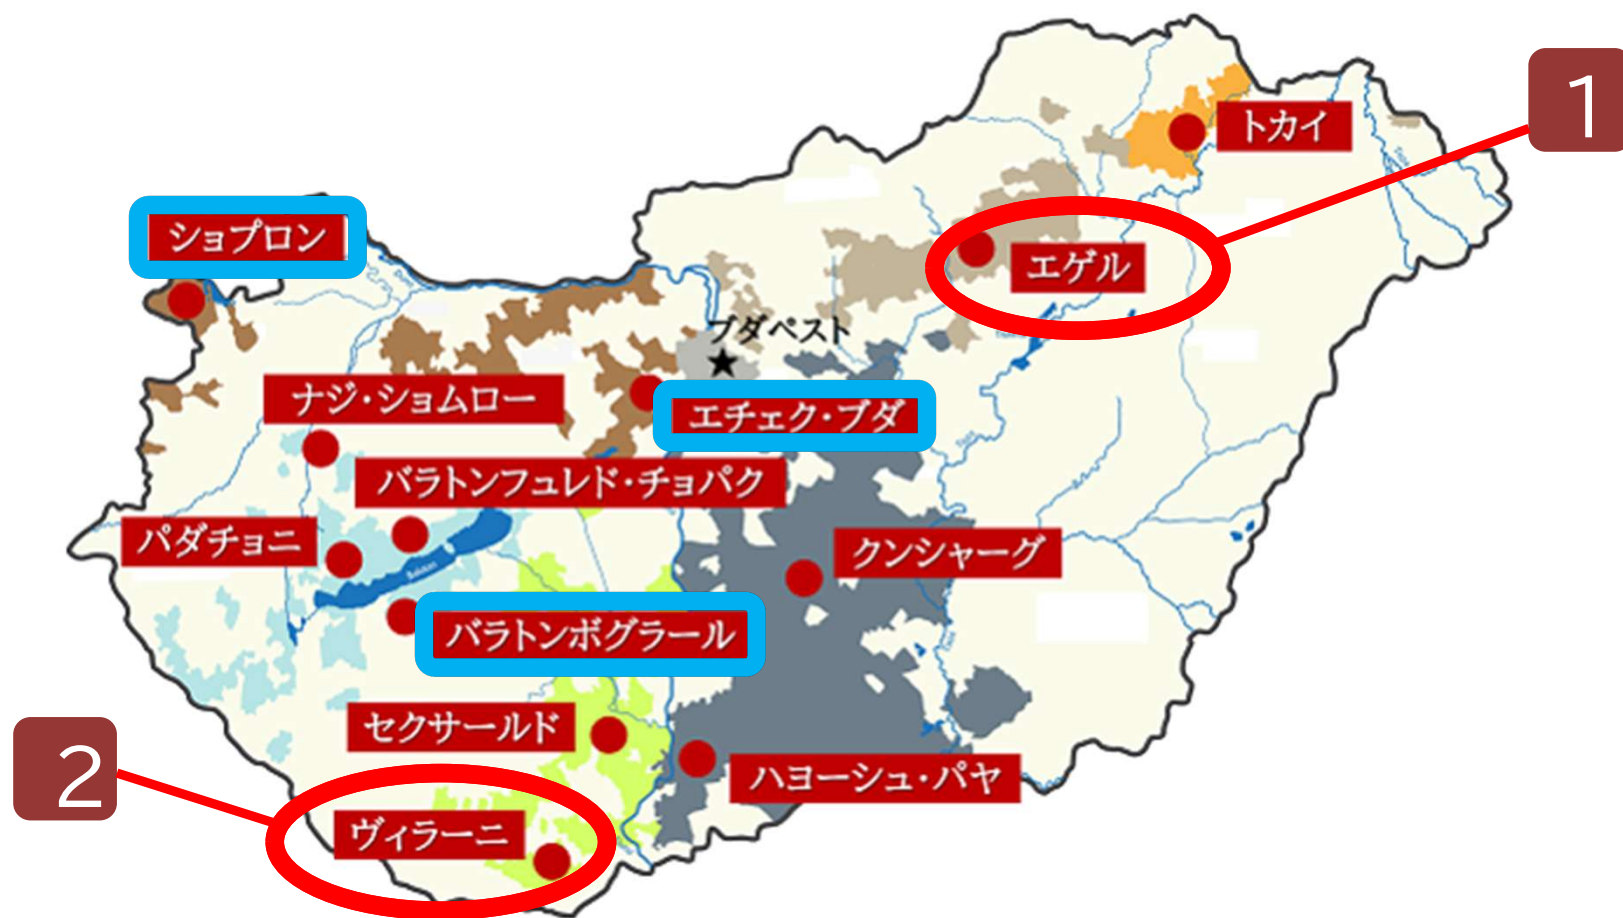 1
トカイ
ショプロン
エゲル
ブダペスト
ナジ・ショムロー
エチェク・ブダ
バラトンフュレド・チョパク
パダチョニ
クンシャーグ
Balaton
バラトンボグラール
セクサールド
2
ハヨーシュ・パヤ
ヴィラーニ